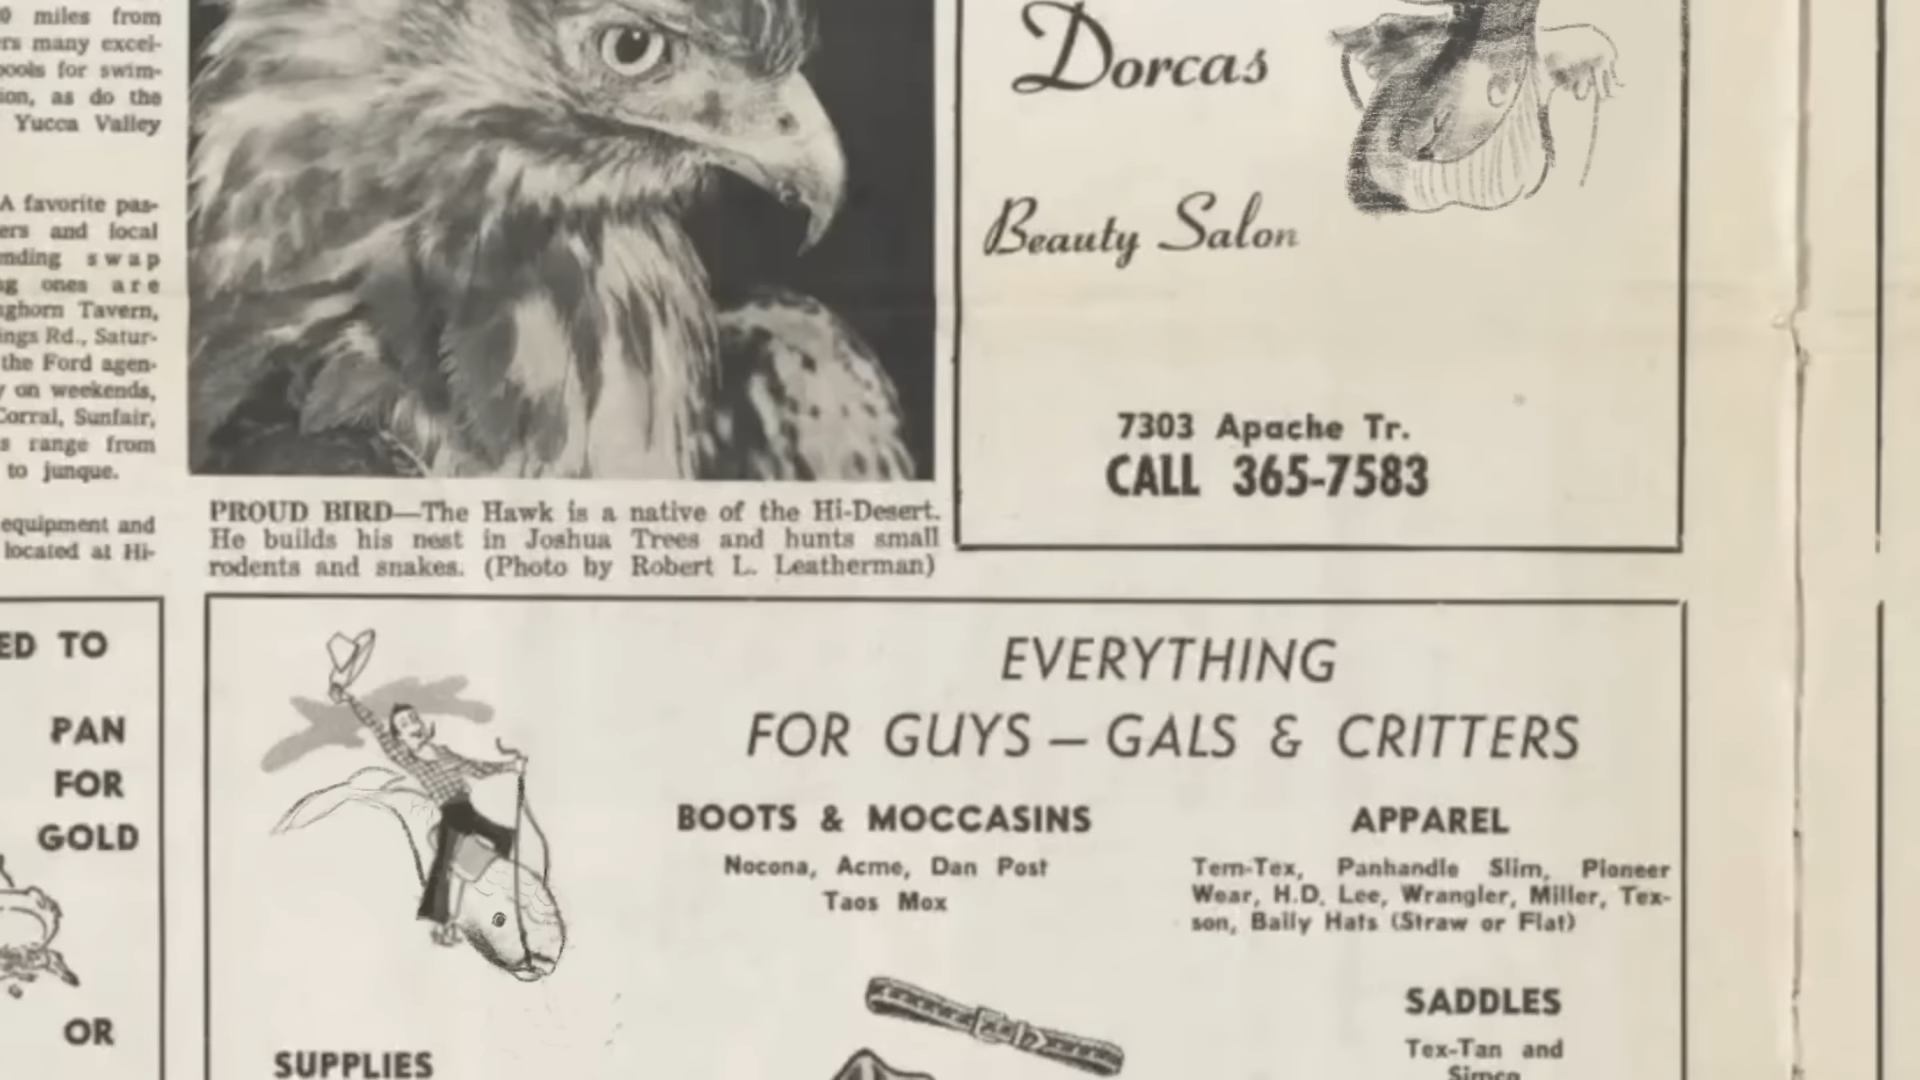 miles from
many excel-
for swim-
as do the
Yucca Valley
A favorite pas-
and local
swap
ones are
Tavern,
Rd., Satur-
the Ford agen-
on weekends,
Corral, Sunfair,
range from
to junque.
equipment and
located at Hi-
PROUD BIRD—The Hawk is a native of the Hi-Desert.
He builds his nest in Joshua Trees and hunts small
rodents and snakes. (Photo by Robert L. Leatherman)
Dorcas
Beauty Salon
7303 Apache Tr.
CALL 365-7583
TO
PAN
FOR
GOLD
OR
EVERYTHING
FOR GUYS — GALS & CRITTERS
BOOTS & MOCCASINS
Nocona, Acme, Dan Post
Taos Mox
APPAREL
Tem-Tex, Panhandle Slim, Pioneer
Wear, H.D. Lee, Wrangler, Miller, Tex-
son, Baily Hats (Straw or Flat)
SADDLES
Tex-Tan and
SUPPLIES